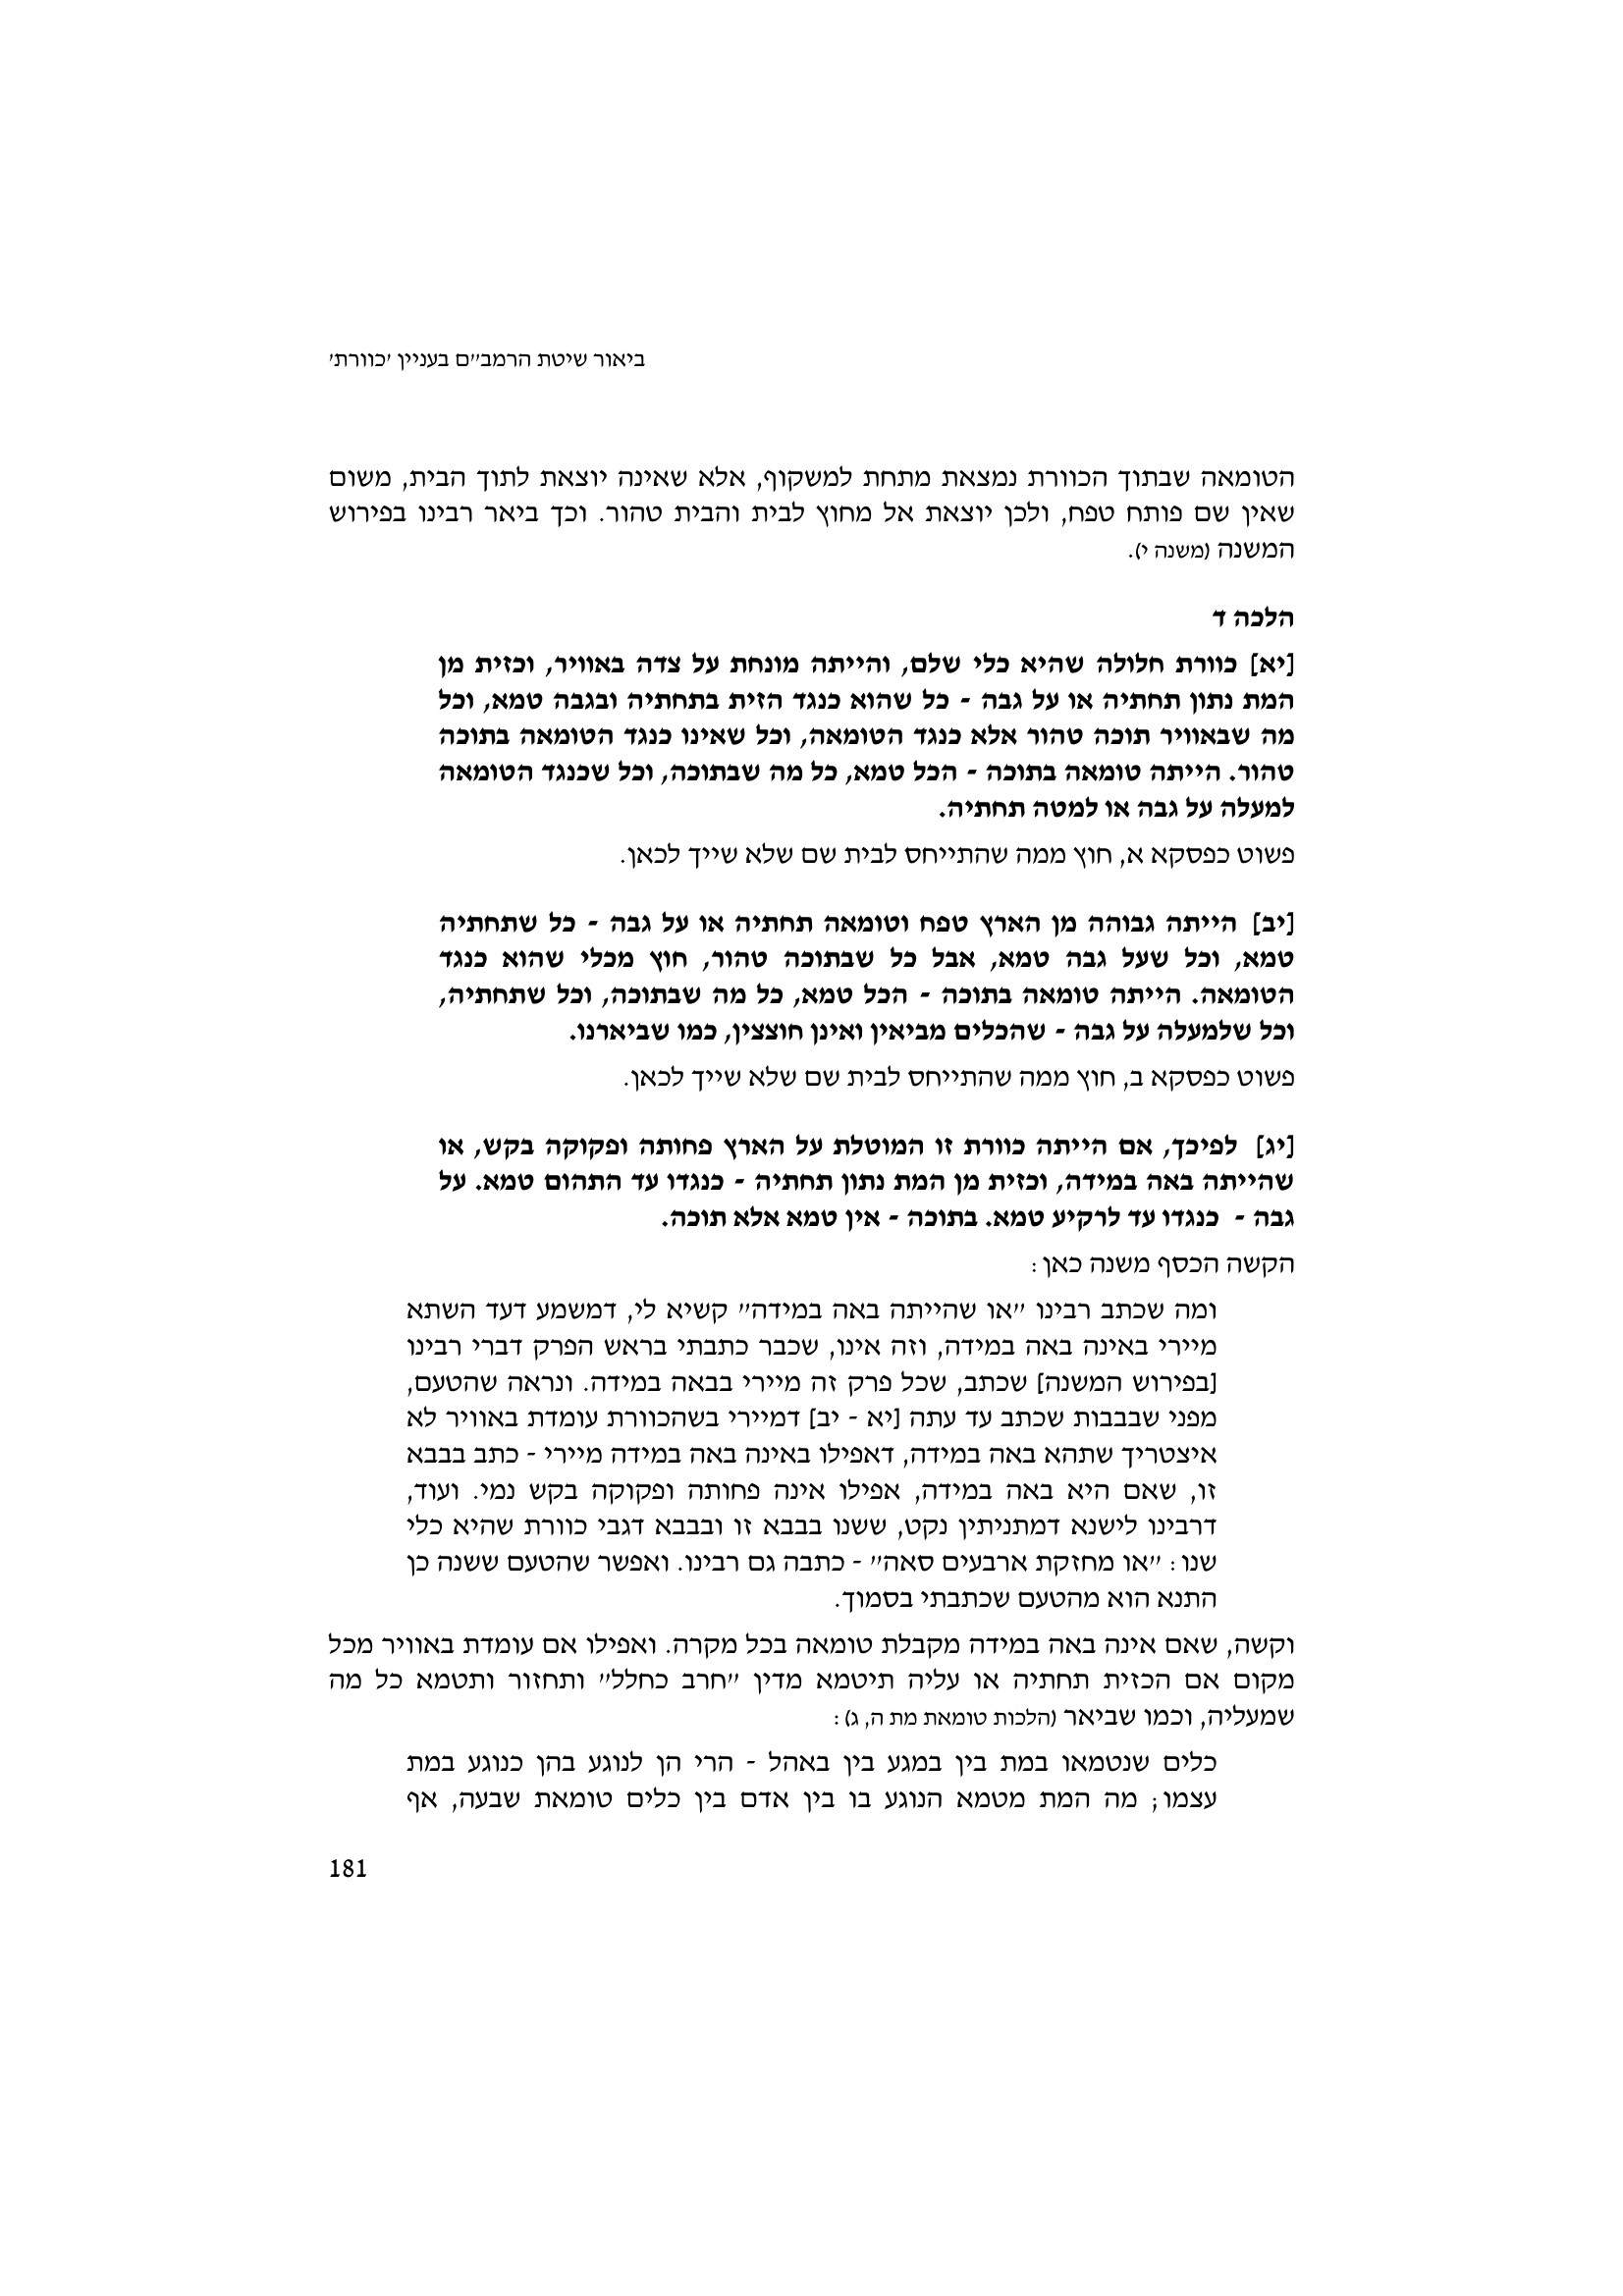 ביאור שיטת הרמב״ם בעניין ׳כוורת׳
הטומאה שבתוך הכוורת נמצאת מתחת למשקוף, אלא שאינה יוצאת לתוך הבית, משום
שאין שם פותח טפח, ולכן יוצאת אל מחוץ לבית והבית טהור. וכך ביאר רבינו בפירוש
המשנה (משנה י).
הלכה ד
[יא] כוורת חלולה שהיא כלי שלם, והייתה מונחת על צדה באוויר, וכזית מן
המת נתון תחתיה או על גבה - כל שהוא כנגד הזית בתחתיה ובגבה טמא, וכל
מה שבאוויר תוכה טהור אלא כנגד הטומאה, וכל שאינו כנגד הטומאה בתוכה
טהור. הייתה טומאה בתוכה - הכל טמא, כל מה שבתוכה, וכל שכנגד הטומאה
למעלה על גבה או למטה תחתיה.
פשוט כפסקא א, חוץ ממה שהתייחס לבית שם שלא שייך לכאן.
[יב] הייתה גבוהה מן הארץ טפח וטומאה תחתיה או על גבה - כל שתחתיה
טמא, וכל שעל גבה טמא, אבל כל שבתוכה טהור, חוץ מכלי שהוא כנגד
הטומאה. הייתה טומאה בתוכה - הכל טמא, כל מה שבתוכה, וכל שתחתיה,
וכל שלמעלה על גבה - שהכלים מביאין ואינן חוצצין, כמו שביארנו.
פשוט כפסקא ב, חוץ ממה שהתייחס לבית שם שלא שייך לכאן.
[יג] לפיכך, אם הייתה כוורת זו המוטלת על הארץ פחותה ופקוקה בקש, או
שהייתה באה במידה, וכזית מן המת נתון תחתיה - כנגדו עד התהום טמא. על
גבה - כנגדו עד לרקיע טמא. בתוכה - אין טמא אלא תוכה.
הקשה הכסף משנה כאן:
ומה שכתב רבינו ״או שהייתה באה במידה״ קשיא לי, דמשמע דעד השתא
מיירי באינה באה במידה, וזה אינו, שכבר כתבתי בראש הפרק דברי רבינו
[בפירוש המשנה] שכתב, שכל פרק זה מיירי בבאה במידה. ונראה שהטעם,
מפני שבבבות שכתב עד עתה [יא - יב] דמיירי בשהכוורת עומדת באוויר לא
איצטריך שתהא באה במידה, דאפילו באינה באה במידה מיירי - כתב בבבא
זו, שאם היא באה במידה, אפילו אינה פחותה ופקוקה בקש נמי. ועוד,
דרבינו לישנא דמתניתין נקט, ששנו בבבא זו ובבבא דגבי כוורת שהיא כלי
שנו: ״או מחזקת ארבעים סאה״ - כתבה גם רבינו. ואפשר שהטעם ששנה כן
התנא הוא מהטעם שכתבתי בסמוך.
וקשה, שאם אינה באה במידה מקבלת טומאה בכל מקרה. ואפילו אם עומדת באוויר מכל
מקום אם הכזית תחתיה או עליה תיטמא מדין ״חרב כחלל״ ותחזור ותטמא כל מה
שמעליה, וכמו שביאר (הלכות טומאת מת ה, ג):
כלים שנטמאו במת בין במגע בין באהל - הרי הן לנוגע בהן כנוגע במת
עצמו; מה המת מטמא הנוגע בו בין אדם בין כלים טומאת שבעה, אף
181